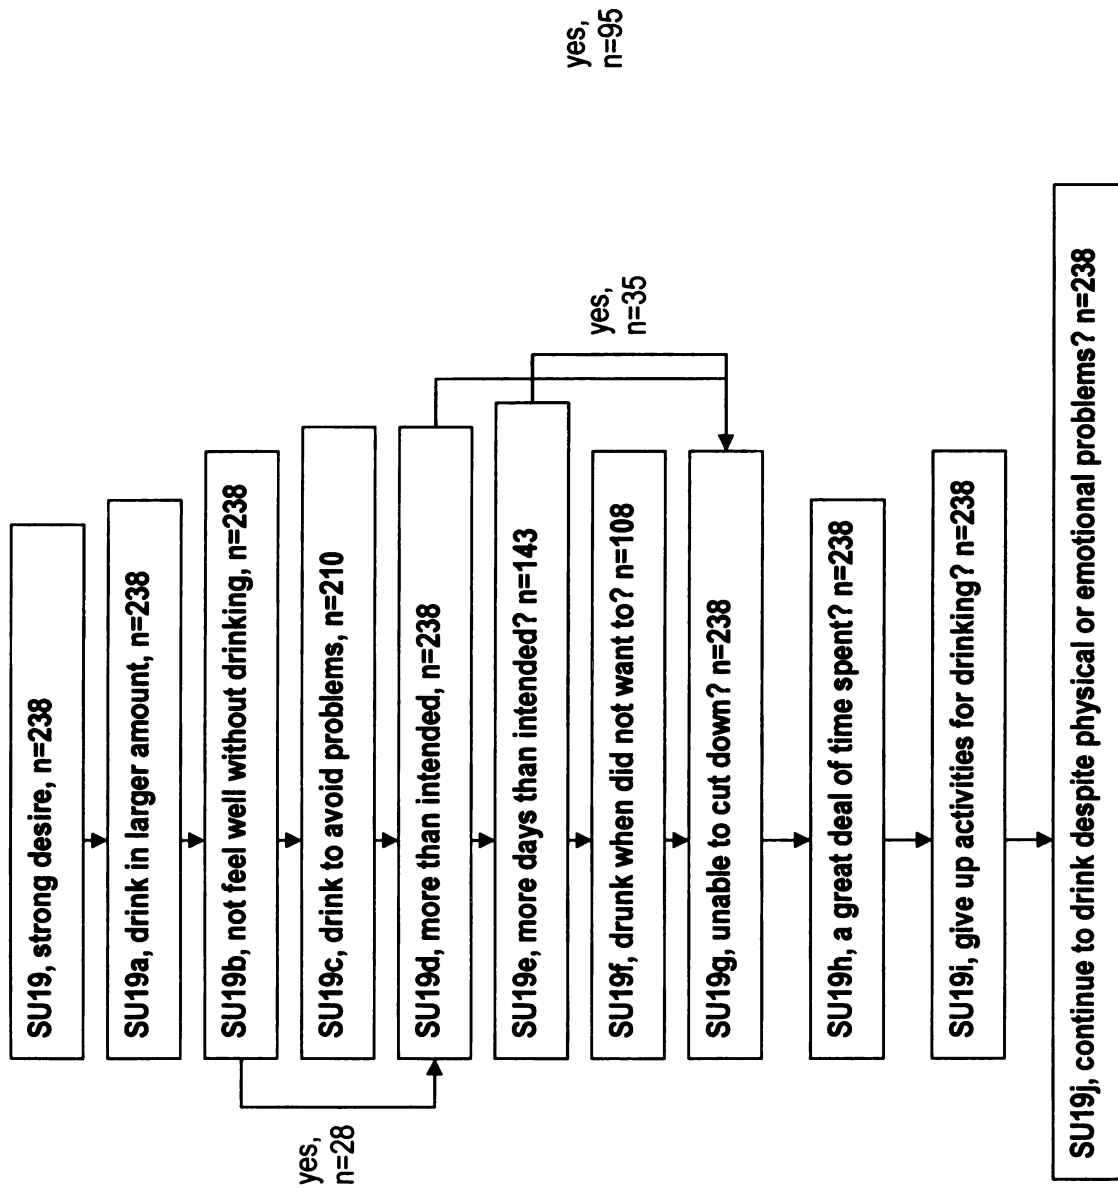 SU19, strong desire, n=238
SU19a, drink in larger amount, n=238
SU19b, not feel well without drinking, n=238
yes,
n=28
SU19c, drink to avoid problems, n=210
SU19d, more than intended, n=238
yes,
n=95
SU19e, more days than intended? n=143
yes,
n=35
SU19f, drunk when did not want to? n=108
SU19g, unable to cut down? n=238
SU19h, a great deal of time spent? n=238
SU19i, give up activities for drinking? n=238
SU19j, continue to drink despite physical or emotional problems? n=238